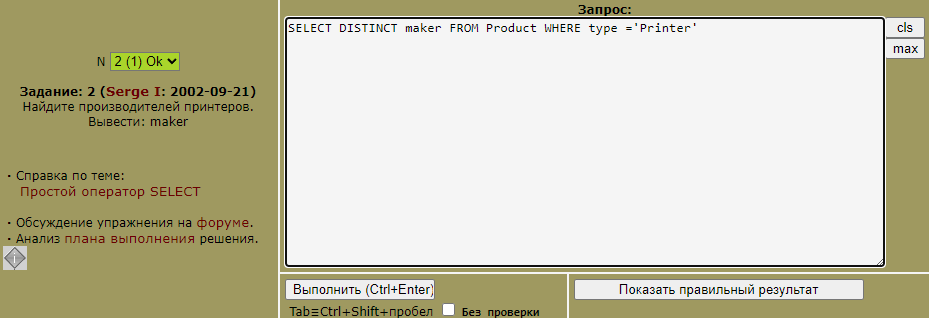 N 2 (1) Ok
Задание: 2 (Serge I: 2002-09-21)
Найдите производителей принтеров.
Вывести: maker
· Справка по теме:
Простой оператор SELECT
· Обсуждение упражнения на форуме.
· Анализ плана выполнения решения.
Запрос:
SELECT DISTINCT maker FROM Product WHERE type ='Printer'
cls
max
Выполнить (Ctrl+Enter)
Tab≡Ctrl+Shift+пробел Без проверки
Показать правильный результат